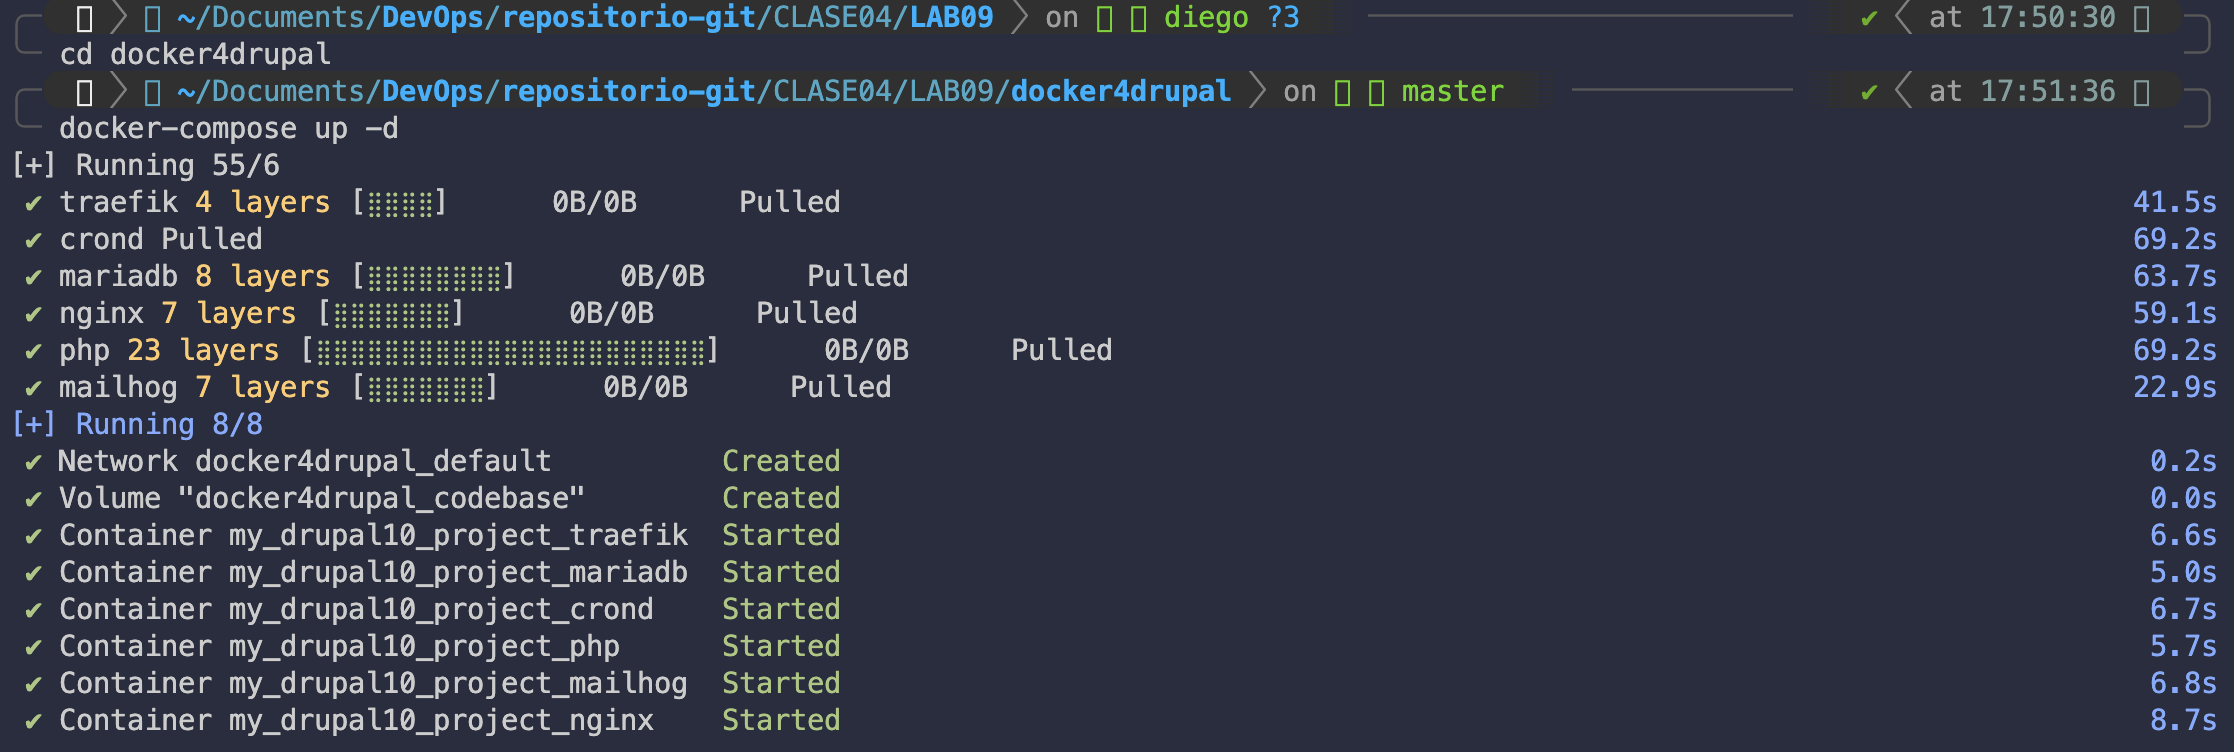 ~/Documents/DevOps/repositorio-git/CLASE04/LAB09 on diego ?3 ✔ at 17:50:30
cd docker4drupal
~/Documents/DevOps/repositorio-git/CLASE04/LAB09/docker4drupal on master ✔ at 17:51:36
docker-compose up -d
[+] Running 55/6
✔ traefik 4 layers [⣿⣿⣿⣿] 0B/0B Pulled 41.5s
✔ crond Pulled 69.2s
✔ mariadb 8 layers [⣿⣿⣿⣿⣿⣿⣿⣿] 0B/0B Pulled 63.7s
✔ nginx 7 layers [⣿⣿⣿⣿⣿⣿⣿] 0B/0B Pulled 59.1s
✔ php 23 layers [⣿⣿⣿⣿⣿⣿⣿⣿⣿⣿⣿⣿⣿⣿⣿⣿⣿⣿⣿⣿⣿⣿⣿] 0B/0B Pulled 69.2s
✔ mailhog 7 layers [⣿⣿⣿⣿⣿⣿⣿] 0B/0B Pulled 22.9s
[+] Running 8/8
✔ Network docker4drupal_default Created 0.2s
✔ Volume "docker4drupal_codebase" Created 0.0s
✔ Container my_drupal10_project_traefik Started 6.6s
✔ Container my_drupal10_project_mariadb Started 5.0s
✔ Container my_drupal10_project_crond Started 6.7s
✔ Container my_drupal10_project_php Started 5.7s
✔ Container my_drupal10_project_mailhog Started 6.8s
✔ Container my_drupal10_project_nginx Started 8.7s